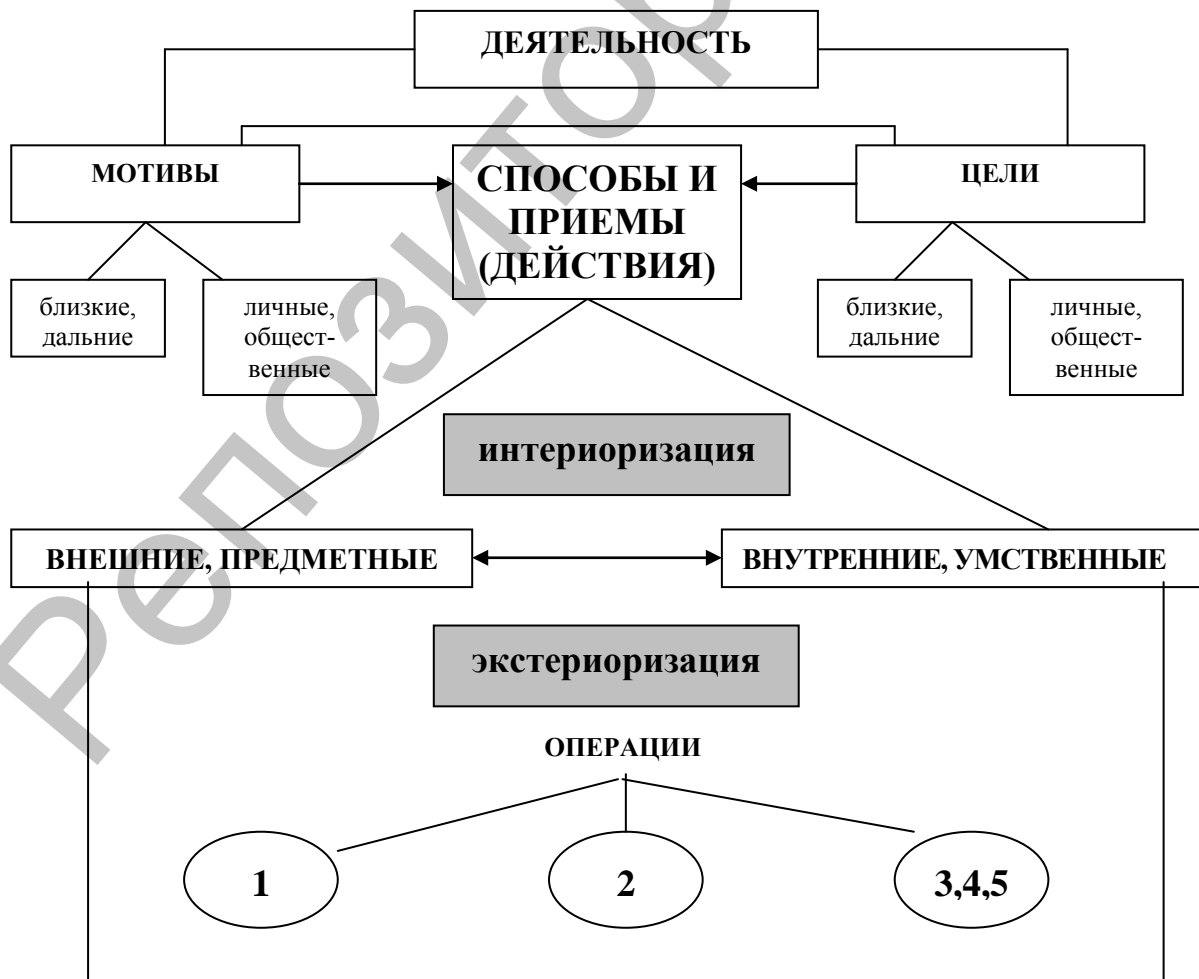 ДЕЯТЕЛЬНОСТЬ
МОТИВЫ
СПОСОБЫ И
ПРИЕМЫ
(ДЕЙСТВИЯ)
ЦЕЛИ
близкие,
дальние
личные,
общест-
венные
близкие,
дальние
личные,
общест-
венные
интериоризация
ВНЕШНИЕ, ПРЕДМЕТНЫЕ
ВНУТРЕННИЕ, УМСТВЕННЫЕ
экстериоризация
ОПЕРАЦИИ
1
2
3,4,5
Репозитор